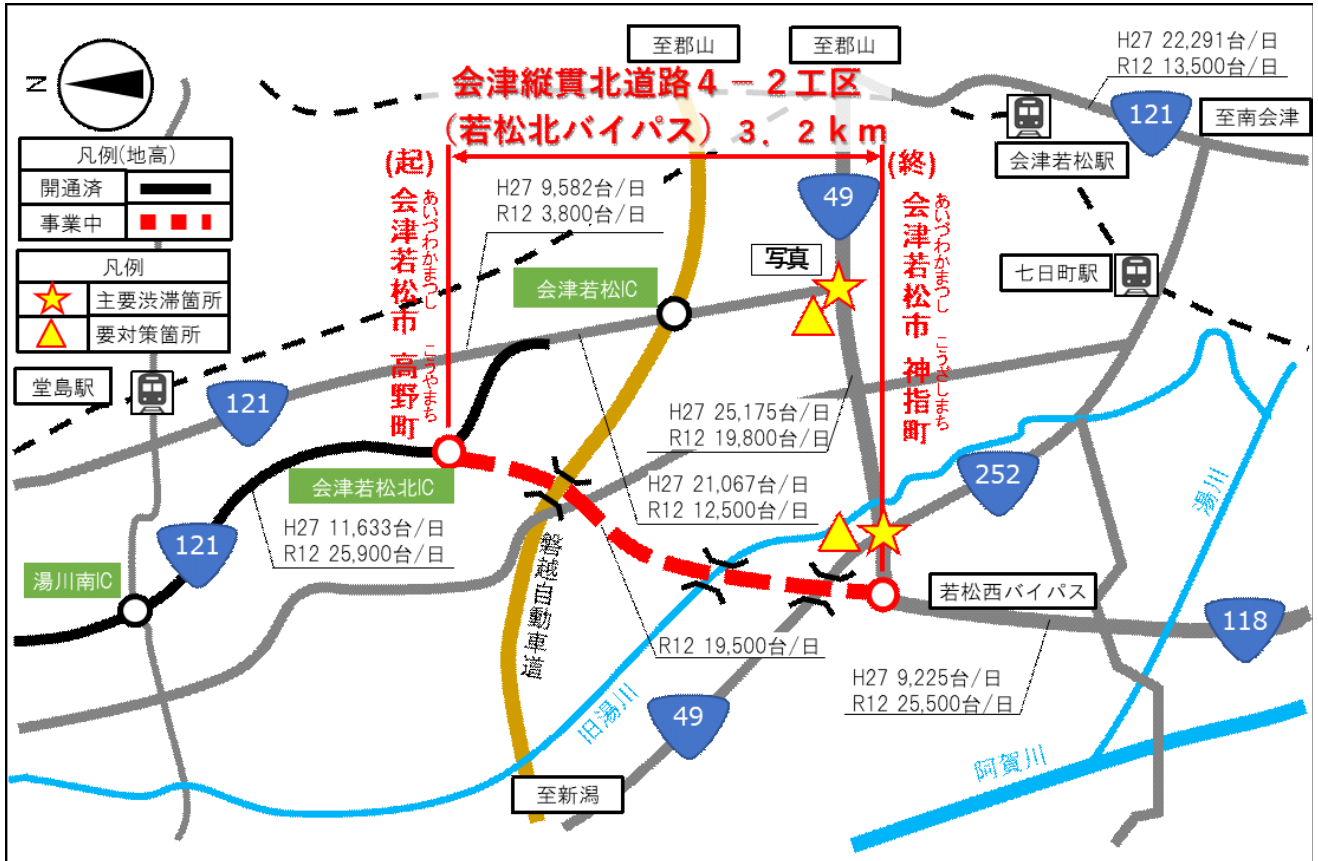 至郡山
至郡山
H27 22,291台/日
R12 13,500台/日
N
会津縦貫北道路4－2工区
(若松北バイパス) 3．2ｋｍ
121
至南会津
凡例(地高)
開通済
事業中
会津若松駅
(起)
(終)
H27 9,582台/日
R12 3,800台/日
49
あいづわかまつし
会津若松市
こうやまち
高野町
あいづわかまつし
会津若松市
こうざしまち
神指町
凡例
主要渋滞箇所
要対策箇所
写真
七日町駅
会津若松IC
堂島駅
121
H27 25,175台/日
R12 19,800台/日
会津若松北IC
H27 21,067台/日
R12 12,500台/日
252
湯川
H27 11,633台/日
R12 25,900台/日
121
湯川南IC
磐越自動車道
若松西バイパス
118
R12 19,500台/日
H27 9,225台/日
R12 25,500台/日
旧湯川
49
阿賀川
至新潟